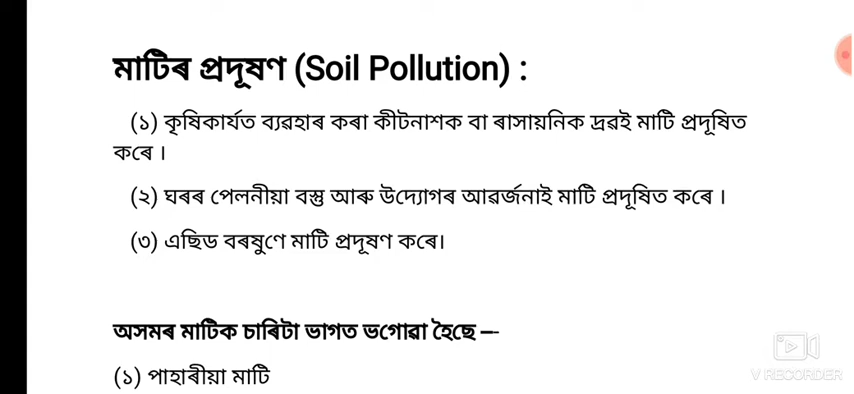 মাটিৰ প্ৰদূষণ (Soil Pollution) :
(১) কৃষিকাৰ্যত ব্যৱহাৰ কৰা কীটনাশক বা ৰাসায়নিক দ্ৰৱই মাটি প্ৰদূষিত
কৰে ।
(২) ঘৰৰ পেলনীয়া বস্তু আৰু উদ্যোগৰ আৱৰ্জনাই মাটি প্ৰদূষিত কৰে ।
(৩) এছিড বৰষুণে মাটি প্ৰদূষণ কৰে।
অসমৰ মাটিক চাৰিটা ভাগত ভগোৱা হৈছে –-
(১) পাহাৰীয়া মাটি
V RECORDER